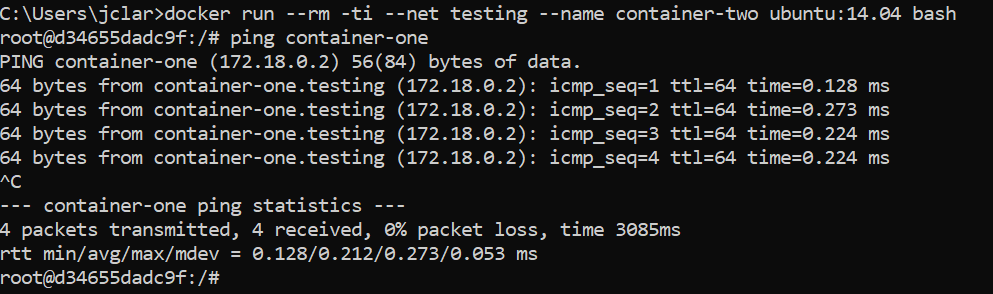 C:\Users\jclar>docker run --rm -ti --net testing --name container-two ubuntu:14.04 bash
root@d34655dadc9f:/# ping container-one
PING container-one (172.18.0.2) 56(84) bytes of data.
64 bytes from container-one.testing (172.18.0.2): icmp_seq=1 ttl=64 time=0.128 ms
64 bytes from container-one.testing (172.18.0.2): icmp_seq=2 ttl=64 time=0.273 ms
64 bytes from container-one.testing (172.18.0.2): icmp_seq=3 ttl=64 time=0.224 ms
64 bytes from container-one.testing (172.18.0.2): icmp_seq=4 ttl=64 time=0.224 ms
^C
--- container-one ping statistics ---
4 packets transmitted, 4 received, 0% packet loss, time 3085ms
rtt min/avg/max/mdev = 0.128/0.212/0.273/0.053 ms
root@d34655dadc9f:/#